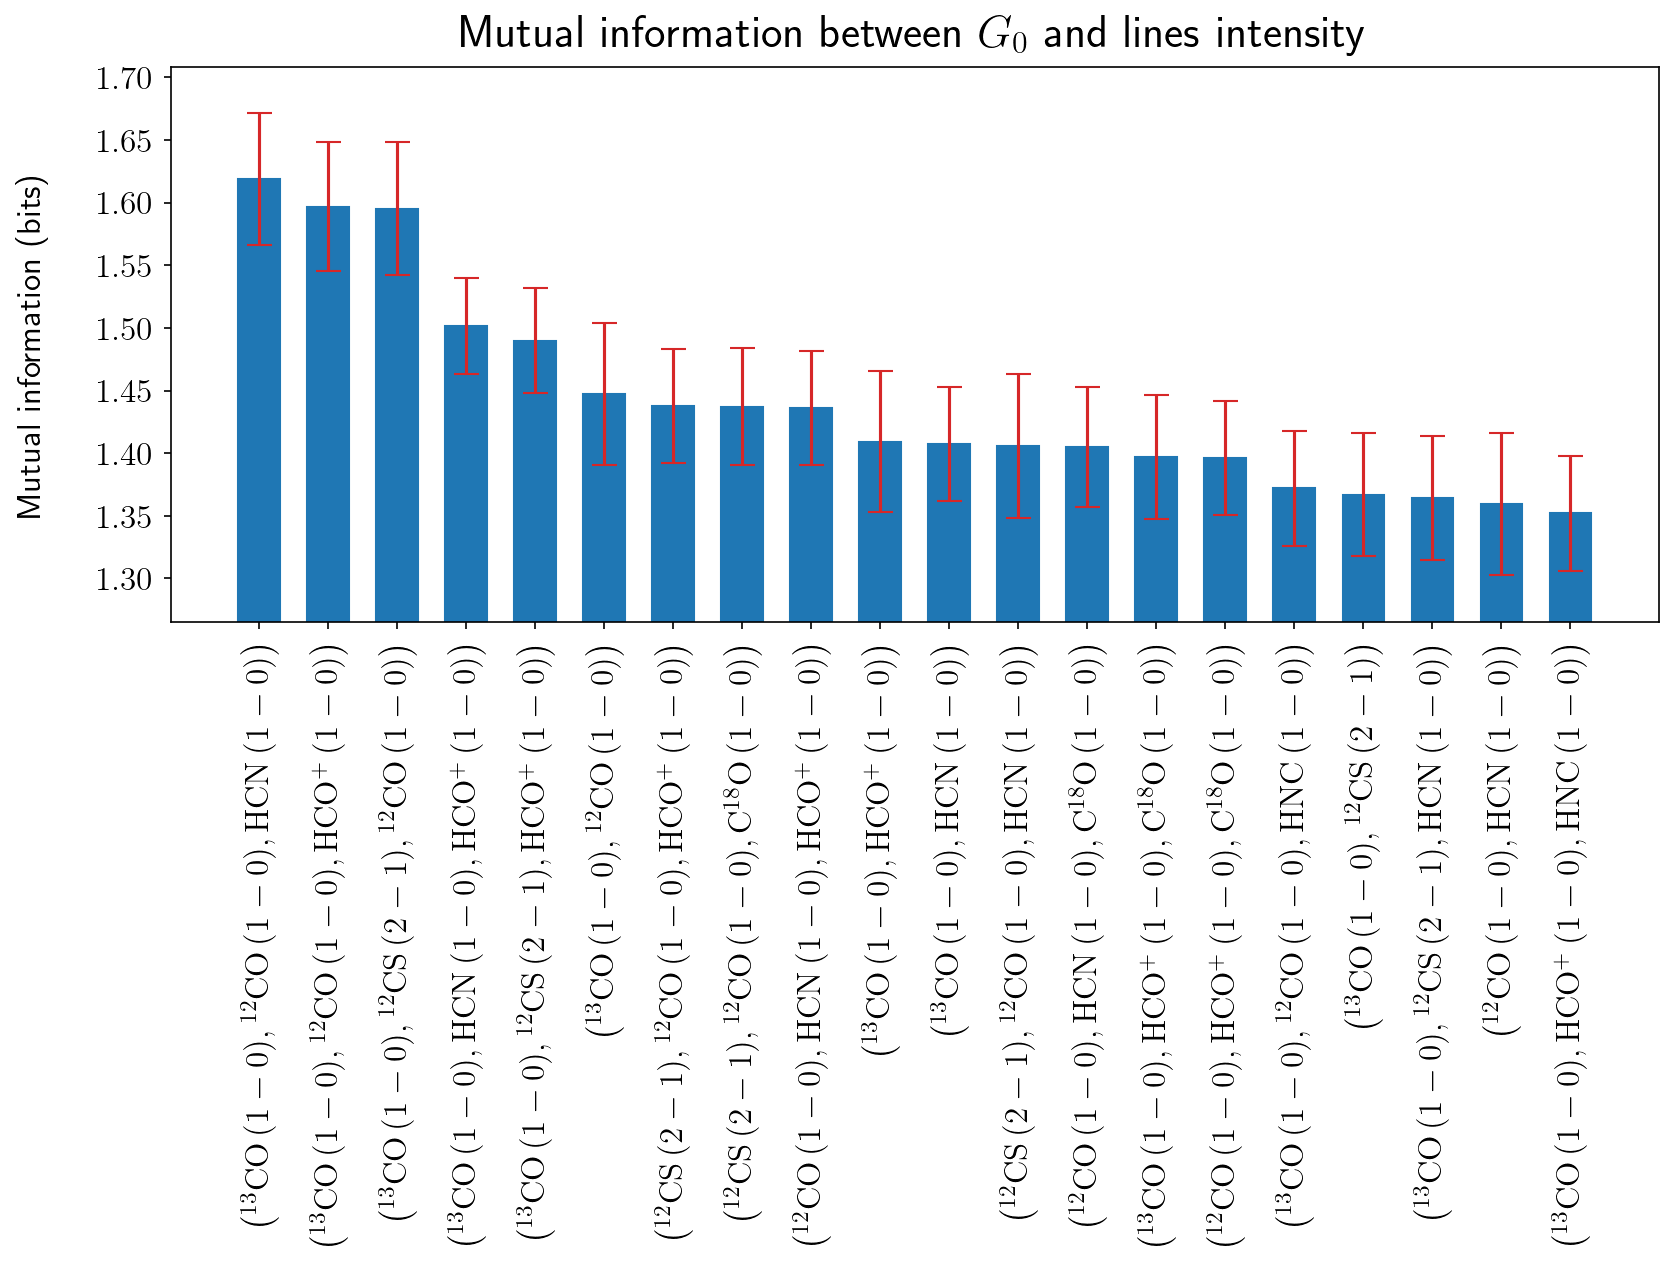 Mutual information between G₀ and lines intensity
Mutual information (bits)
1.70
1.65
1.60
1.55
1.50
1.45
1.40
1.35
1.30
(¹³CO (1 − 0), ¹²CO (1 − 0), HCN (1 − 0))
(¹³CO (1 − 0), ¹²CO (1 − 0), HCO⁺ (1 − 0))
(¹³CO (1 − 0), ¹²CS (2 − 1), ¹²CO (1 − 0))
(¹³CO (1 − 0), HCN (1 − 0), HCO⁺ (1 − 0))
(¹³CO (1 − 0), ¹²CS (2 − 1), HCO⁺ (1 − 0))
(¹³CO (1 − 0), ¹²CO (1 − 0))
(¹²CS (2 − 1), ¹²CO (1 − 0), HCO⁺ (1 − 0))
(¹²CS (2 − 1), ¹²CO (1 − 0), C¹⁸O (1 − 0))
(¹²CO (1 − 0), HCN (1 − 0), HCO⁺ (1 − 0))
(¹³CO (1 − 0), HCO⁺ (1 − 0))
(¹³CO (1 − 0), HCN (1 − 0))
(¹²CS (2 − 1), ¹²CO (1 − 0), HCN (1 − 0))
(¹²CO (1 − 0), HCN (1 − 0), C¹⁸O (1 − 0))
(¹³CO (1 − 0), HCO⁺ (1 − 0), C¹⁸O (1 − 0))
(¹²CO (1 − 0), HCO⁺ (1 − 0), C¹⁸O (1 − 0))
(¹³CO (1 − 0), ¹²CO (1 − 0), HNC (1 − 0))
(¹³CO (1 − 0), ¹²CS (2 − 1))
(¹³CO (1 − 0), ¹²CS (2 − 1), HCN (1 − 0))
(¹²CO (1 − 0), HCN (1 − 0))
(¹³CO (1 − 0), HCO⁺ (1 − 0), HNC (1 − 0))